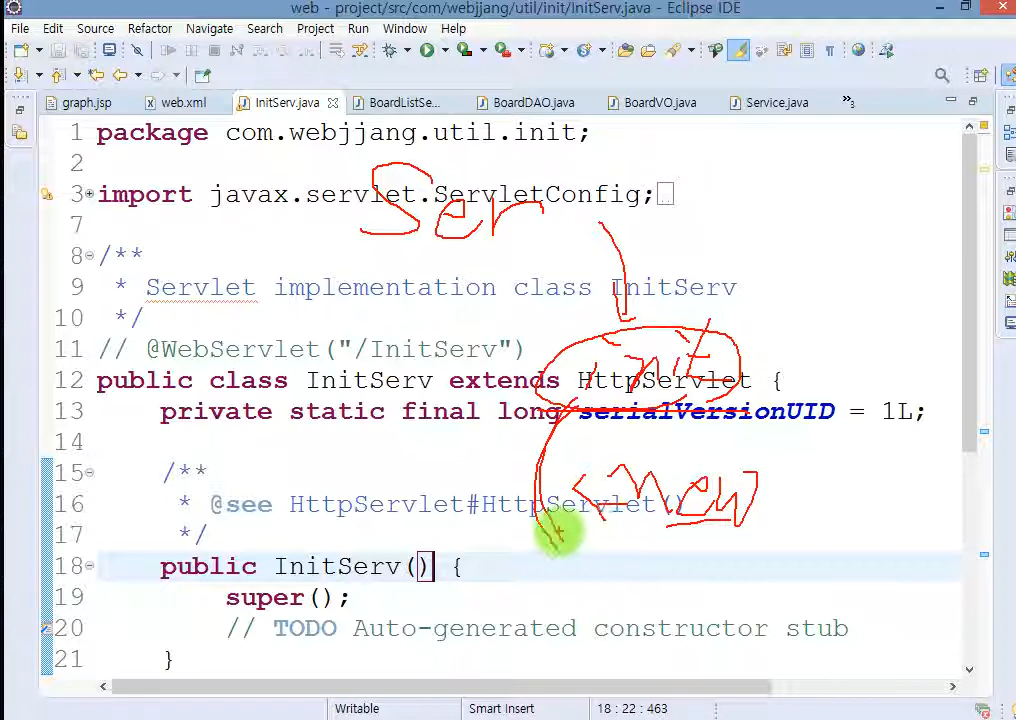 web - project/src/com/webjjang/util/init/InitServ.java - Eclipse IDE
File Edit Source Refactor Navigate Search Project Run Window Help
graph.jsp web.xml InitServ.java BoardListSe... BoardDAO.java BoardVO.java Service.java »3
1 package com.webjjang.util.init;
2
3 import javax.servlet.ServletConfig;
Ser
7
8 /**
9 * Servlet implementation class InitServ
10 */
11 // @WebServlet("/InitServ")
init
12 public class InitServ extends HttpServlet {
13 private static final long serialVersionUID = 1L;
14
15 /**
new
16 * @see HttpServlet#HttpServlet()
17 */
18 public InitServ() {
19 super();
20 // TODO Auto-generated constructor stub
21 }
Writable Smart Insert 18 : 22 : 463